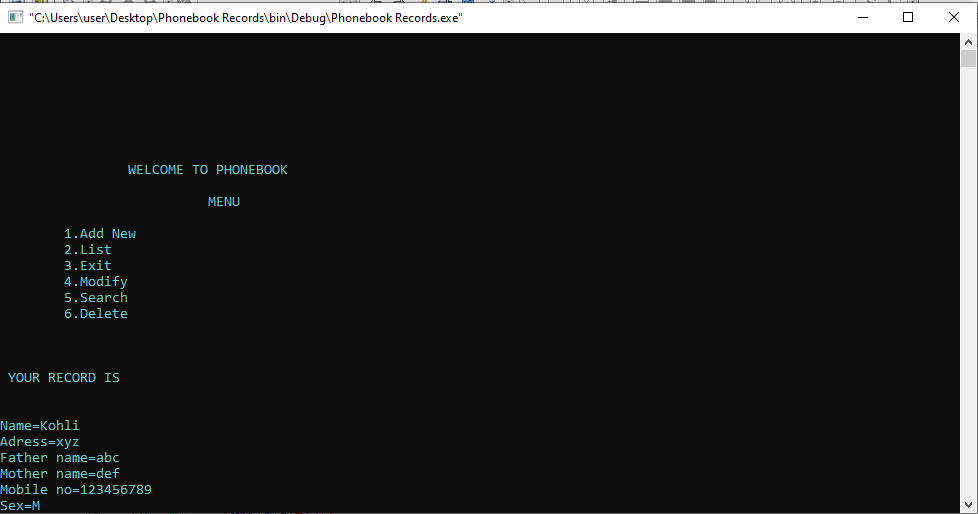 "C:\Users\user\Desktop\Phonebook Records\bin\Debug\Phonebook Records.exe"
WELCOME TO PHONEBOOK
MENU
1.Add New
2.List
3.Exit
4.Modify
5.Search
6.Delete
YOUR RECORD IS
Name=Kohli
Adress=xyz
Father name=abc
Mother name=def
Mobile no=123456789
Sex=M